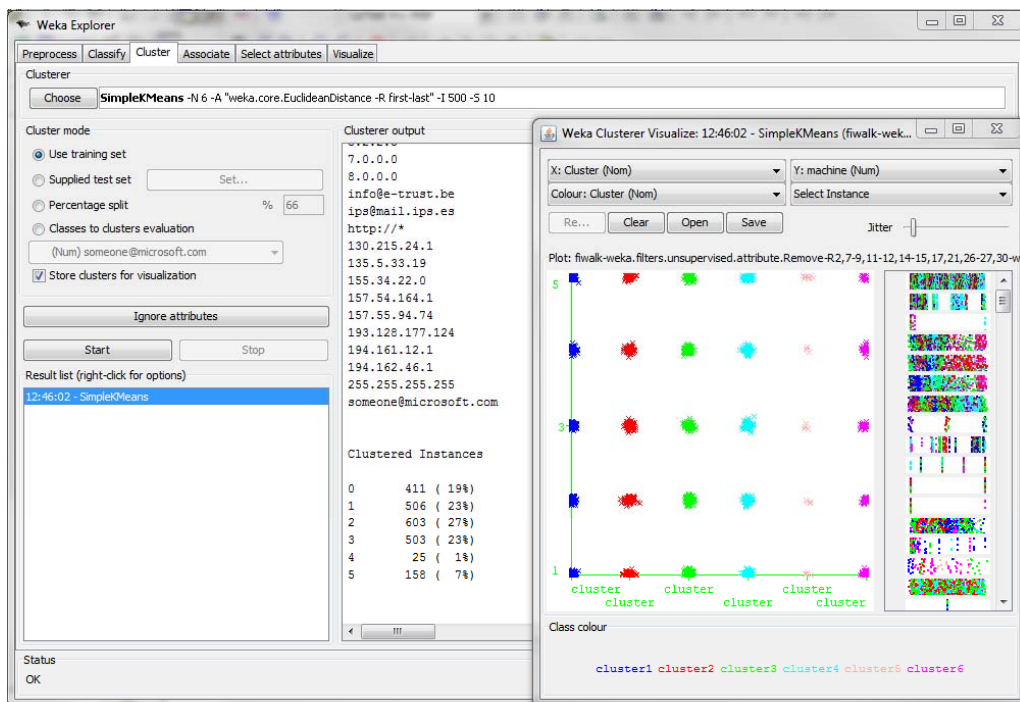 Weka Explorer
Preprocess Classify Cluster Associate Select attributes Visualize
Clusterer
Choose SimpleKMeans -N 6 -A "weka.core.EuclideanDistance -R first-last" -I 500 -S 10
Cluster mode
Use training set
Supplied test set Set...
Percentage split % 66
Classes to clusters evaluation
(Num) someone@microsoft.com
Store clusters for visualization
Ignore attributes
Start Stop
Result list (right-click for options)
12:46:02 - SimpleKMeans
Clusterer output
7.0.0.0
8.0.0.0
info@e-trust.be
ips@mail.ips.es
http://*
130.215.24.1
135.5.33.19
155.34.22.0
157.54.164.1
157.55.94.74
193.128.177.124
194.161.12.1
194.162.46.1
255.255.255.255
someone@microsoft.com
Clustered Instances
0 411 ( 19%)
1 506 ( 23%)
2 603 ( 27%)
3 503 ( 23%)
4 25 ( 1%)
5 158 ( 7%)
Status
OK
Weka Clusterer Visualize: 12:46:02 - SimpleKMeans (fiwalk-wek...
X: Cluster (Nom) Y: machine (Num)
Colour: Cluster (Nom) Select Instance
Re... Clear Open Save Jitter
Plot: fiwalk-weka.filters.unsupervised.attribute.Remove-R2,7-9,11-12,14-15,17,21,26-27,30-w
5
3
1
cluster cluster cluster
cluster cluster cluster
Class colour
cluster1 cluster2 cluster3 cluster4 cluster5 cluster6